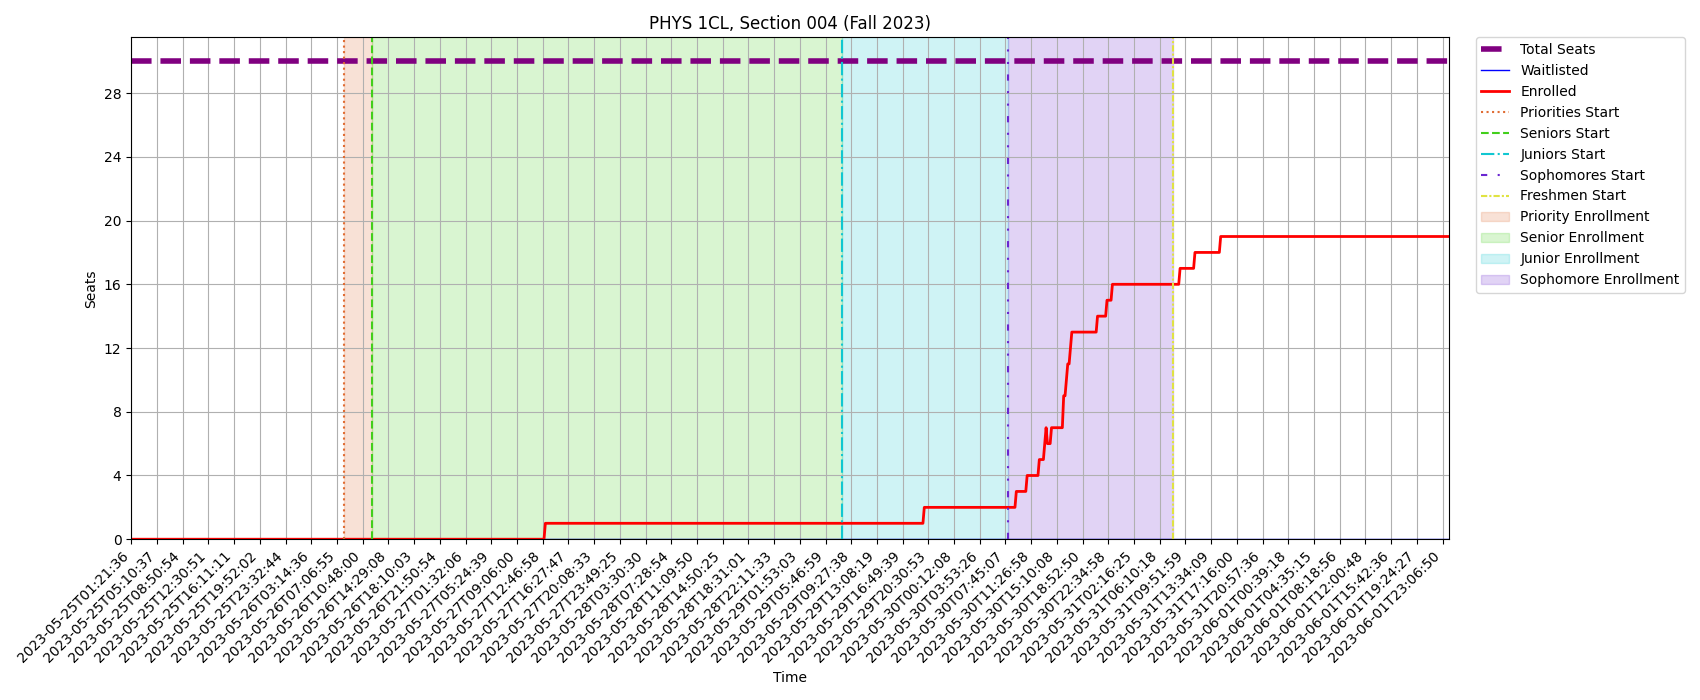 PHYS 1CL, Section 004 (Fall 2023)
Total Seats
Waitlisted
Enrolled
Priorities Start
Seniors Start
Juniors Start
Sophomores Start
Freshmen Start
Priority Enrollment
Senior Enrollment
Junior Enrollment
Sophomore Enrollment
Seats
28
24
20
16
12
8
4
0
2023-05-25T01:21:36
2023-05-25T05:10:37
2023-05-25T08:50:54
2023-05-25T12:30:51
2023-05-25T16:11:11
2023-05-25T19:52:02
2023-05-25T23:32:44
2023-05-26T03:14:36
2023-05-26T07:06:55
2023-05-26T10:48:00
2023-05-26T14:29:08
2023-05-26T18:10:03
2023-05-26T21:50:54
2023-05-27T01:32:06
2023-05-27T05:24:39
2023-05-27T09:06:00
2023-05-27T12:46:58
2023-05-27T16:27:47
2023-05-27T20:08:33
2023-05-27T23:49:25
2023-05-28T03:30:30
2023-05-28T07:28:54
2023-05-28T11:09:50
2023-05-28T14:50:25
2023-05-28T18:31:01
2023-05-28T22:11:33
2023-05-29T01:53:03
2023-05-29T05:46:59
2023-05-29T09:27:38
2023-05-29T13:08:19
2023-05-29T16:49:39
2023-05-29T20:30:53
2023-05-30T00:12:08
2023-05-30T03:53:26
2023-05-30T07:45:07
2023-05-30T11:26:58
2023-05-30T15:10:08
2023-05-30T18:52:50
2023-05-30T22:34:58
2023-05-31T02:16:25
2023-05-31T06:10:18
2023-05-31T09:51:59
2023-05-31T13:34:09
2023-05-31T17:16:00
2023-05-31T20:57:36
2023-06-01T00:39:18
2023-06-01T04:35:15
2023-06-01T08:18:56
2023-06-01T12:00:48
2023-06-01T15:42:36
2023-06-01T19:24:27
2023-06-01T23:06:50
Time